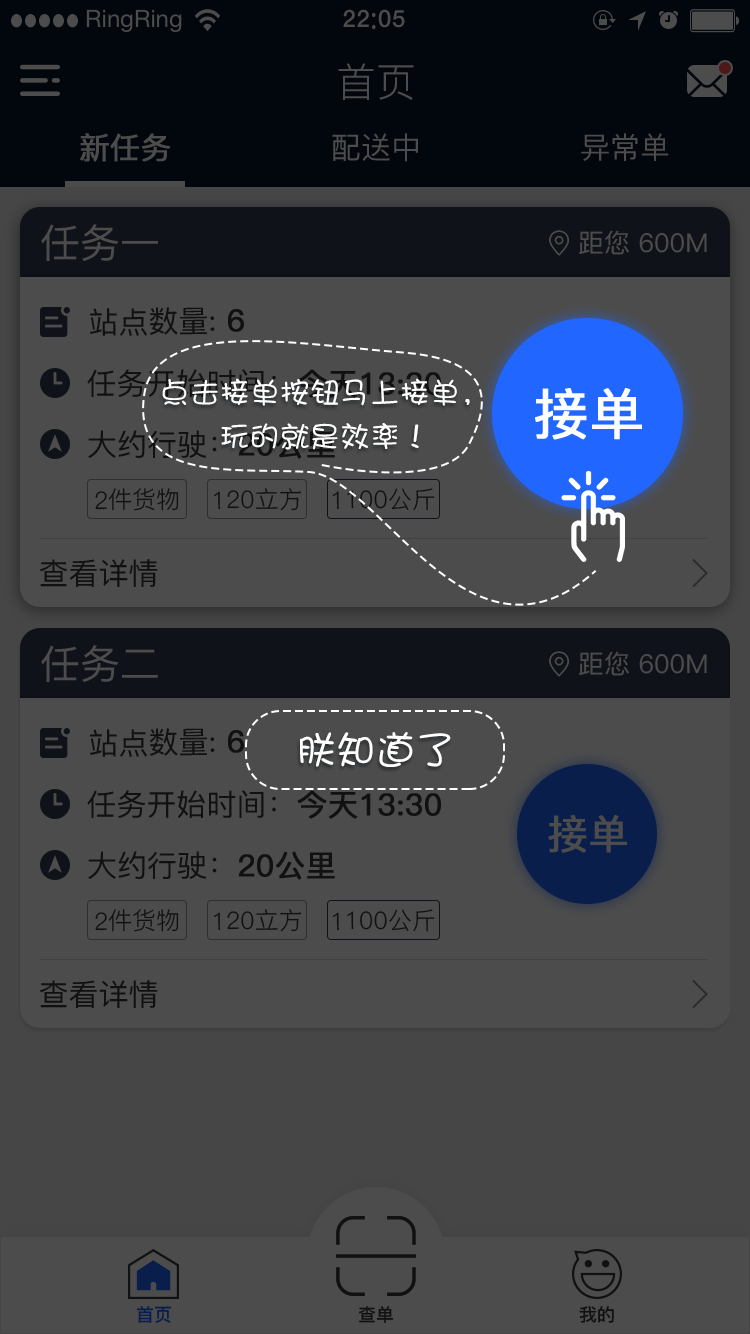 RingRing 22:05
首页
新任务 配送中 异常单
任务一 距您 600M
站点数量: 6
任务开始时间: 今天13:30
点击接单按钮马上接单,
接单
玩的就是效率!
大约行驶: 20公里
2件货物 120立方 1100公斤
查看详情
任务二 距您 600M
站点数量: 6
朕知道了
任务开始时间: 今天13:30
接单
大约行驶: 20公里
2件货物 120立方 1100公斤
查看详情
首页 查单 我的